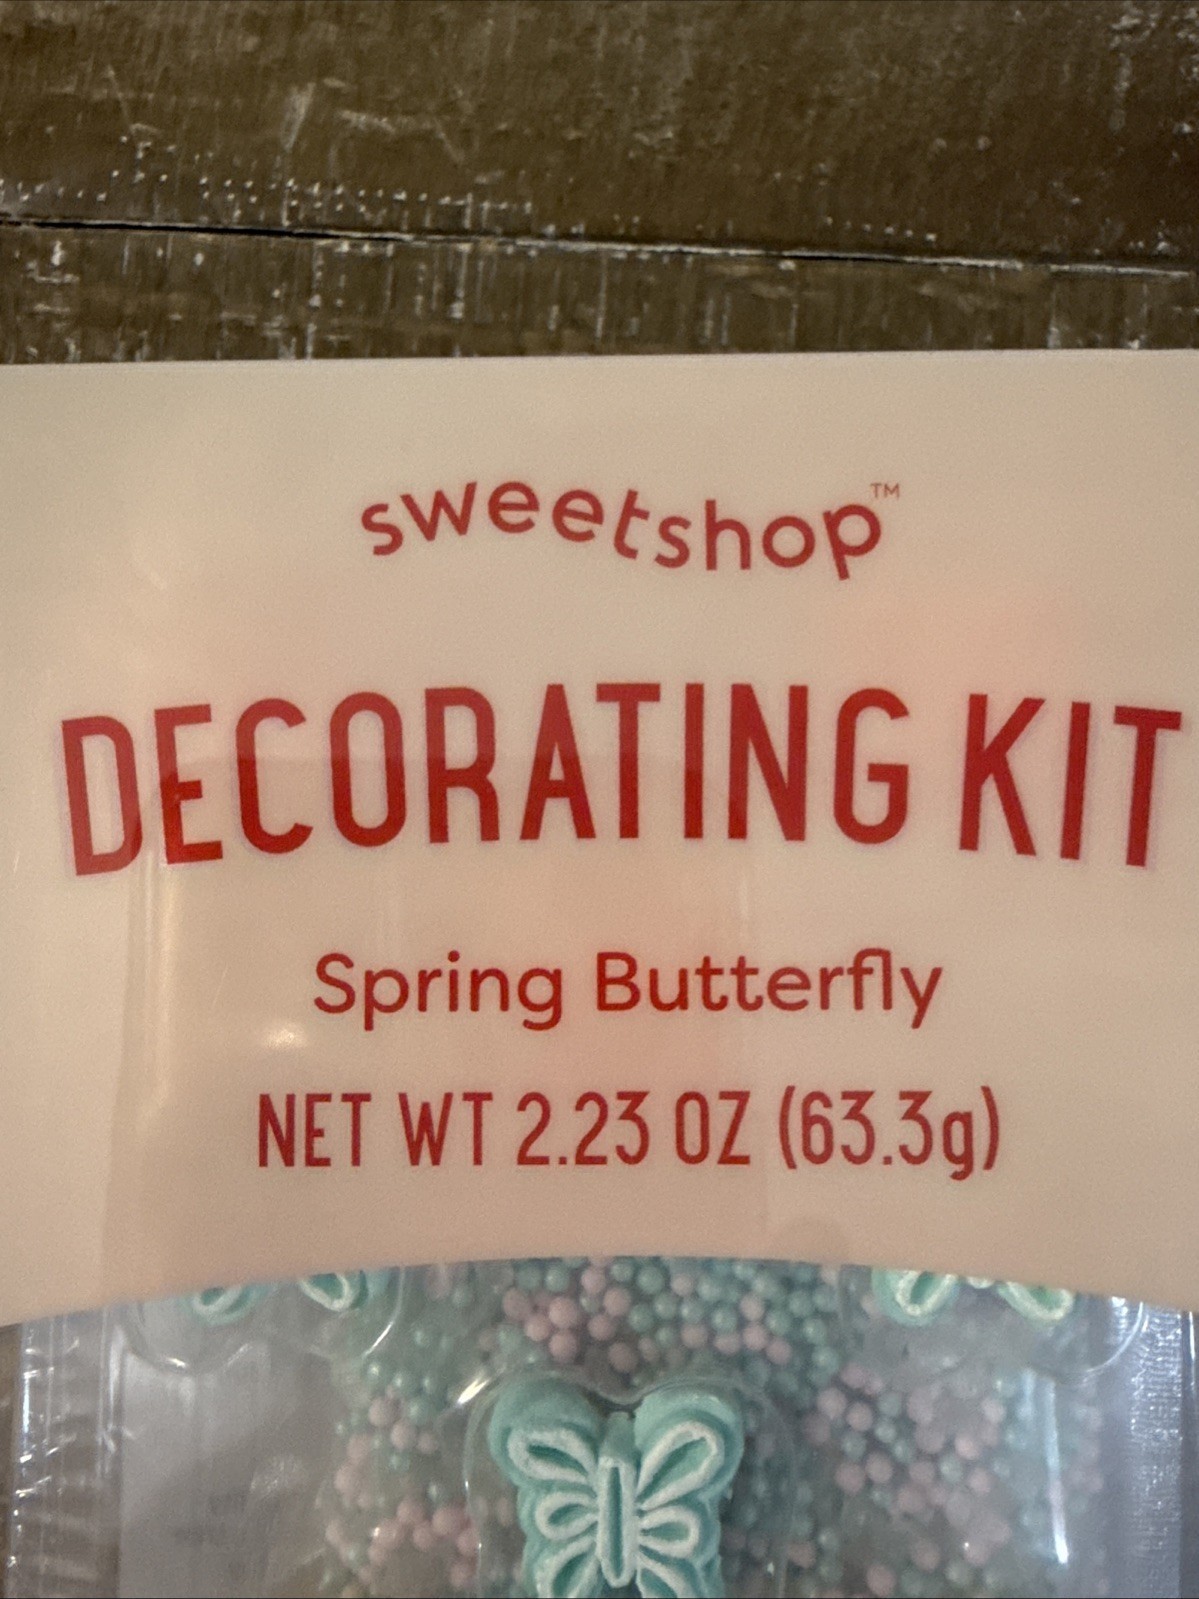 sweetshop™
DECORATING KIT
Spring Butterfly
NET WT 2.23 OZ (63.3g)